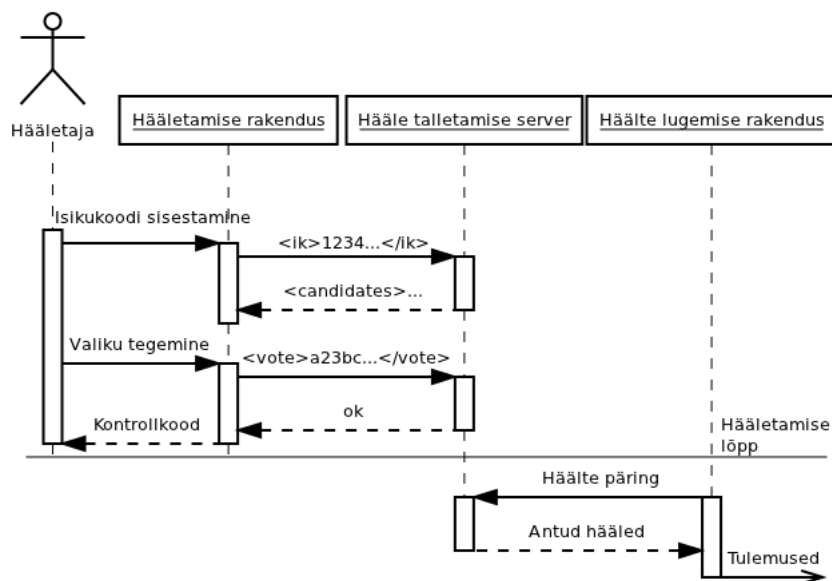 Hääletaja
Hääletamise rakendus
Hääle talletamise server
Häälte lugemise rakendus
Isikukoodi sisestamine
<ik>1234...</ik>
<candidates>...
Valiku tegemine
<vote>a23bc...</vote>
ok
Kontrollkood
Hääletamise
lõpp
Häälte päring
Antud hääled
Tulemused